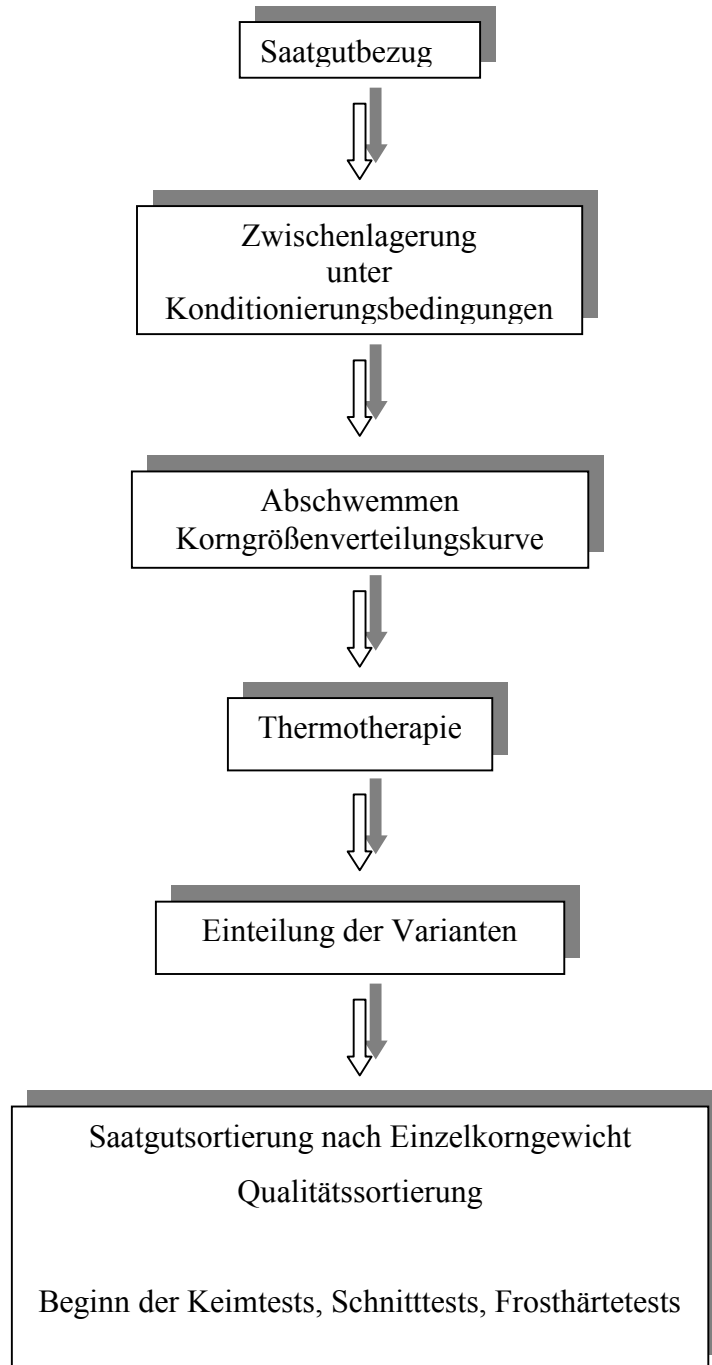 Saatgutbezug
Zwischenlagerung
unter
Konditionierungsbedingungen
Abschwemmen
Korngrößenverteilungskurve
Thermotherapie
Einteilung der Varianten
Saatgutsortierung nach Einzelkorngewicht
Qualitätssortierung
Beginn der Keimtests, Schnitttests, Frosthärtetests